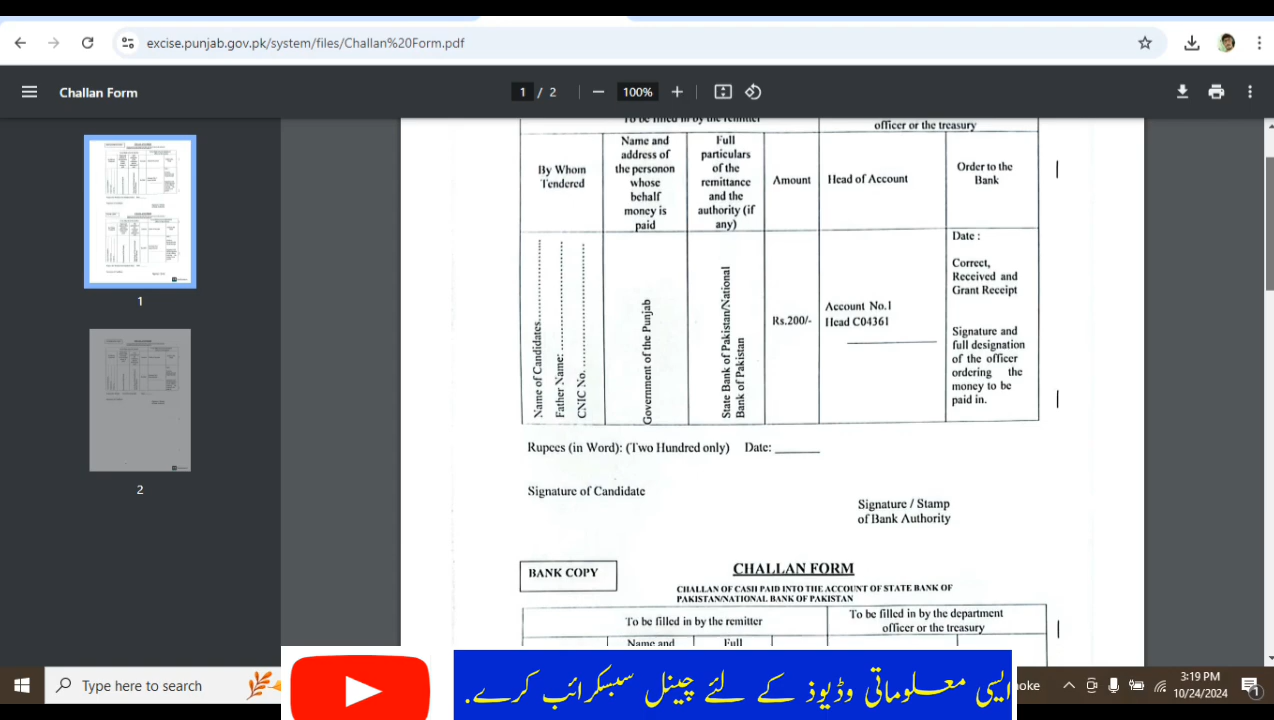 excise.punjab.gov.pk/system/files/Challan%20Form.pdf
Challan Form
1 / 2
100%
To be filled in by the remitter
officer or the treasury
By Whom
Tendered
Name and
address of
the personon
whose
behalf
money is
paid
Full
particulars
of the
remittance
and the
authority (if
any)
Amount
Head of Account
Order to the
Bank
Name of Candidates
Father Name:
CNIC No.
Government of the Punjab
State Bank of Pakistan/National
Bank of Pakistan
Rs.200/-
Account No.1
Head C04361
Date :
Correct,
Received and
Grant Receipt
Signature and
full designation
of the officer
ordering the
money to be
paid in.
Rupees (in Word): (Two Hundred only) Date: ______
Signature of Candidate
Signature / Stamp
of Bank Authority
BANK COPY
CHALLAN FORM
CHALLAN OF CASH PAID INTO THE ACCOUNT OF STATE BANK OF
PAKISTAN/NATIONAL BANK OF PAKISTAN
To be filled in by the remitter
To be filled in by the department
officer or the treasury
Name and
Full
1
2
Type here to search
ایسی معلوماتی وڈیوذ کے لئے چینل سبسکرائب کرے.
noke
3:19 PM
10/24/2024
1